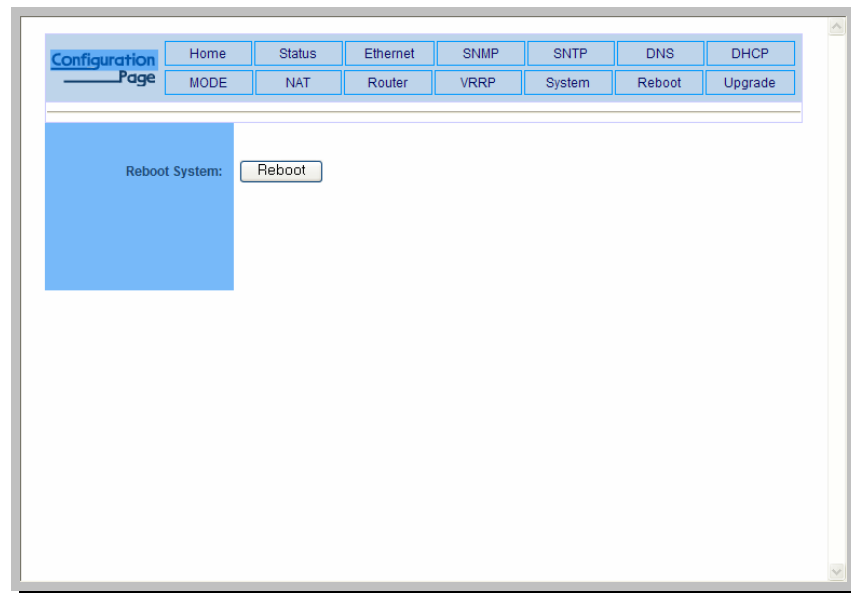 Configuration
Page
Home Status Ethernet SNMP SNTP DNS DHCP
MODE NAT Router VRRP System Reboot Upgrade
Reboot System: Reboot